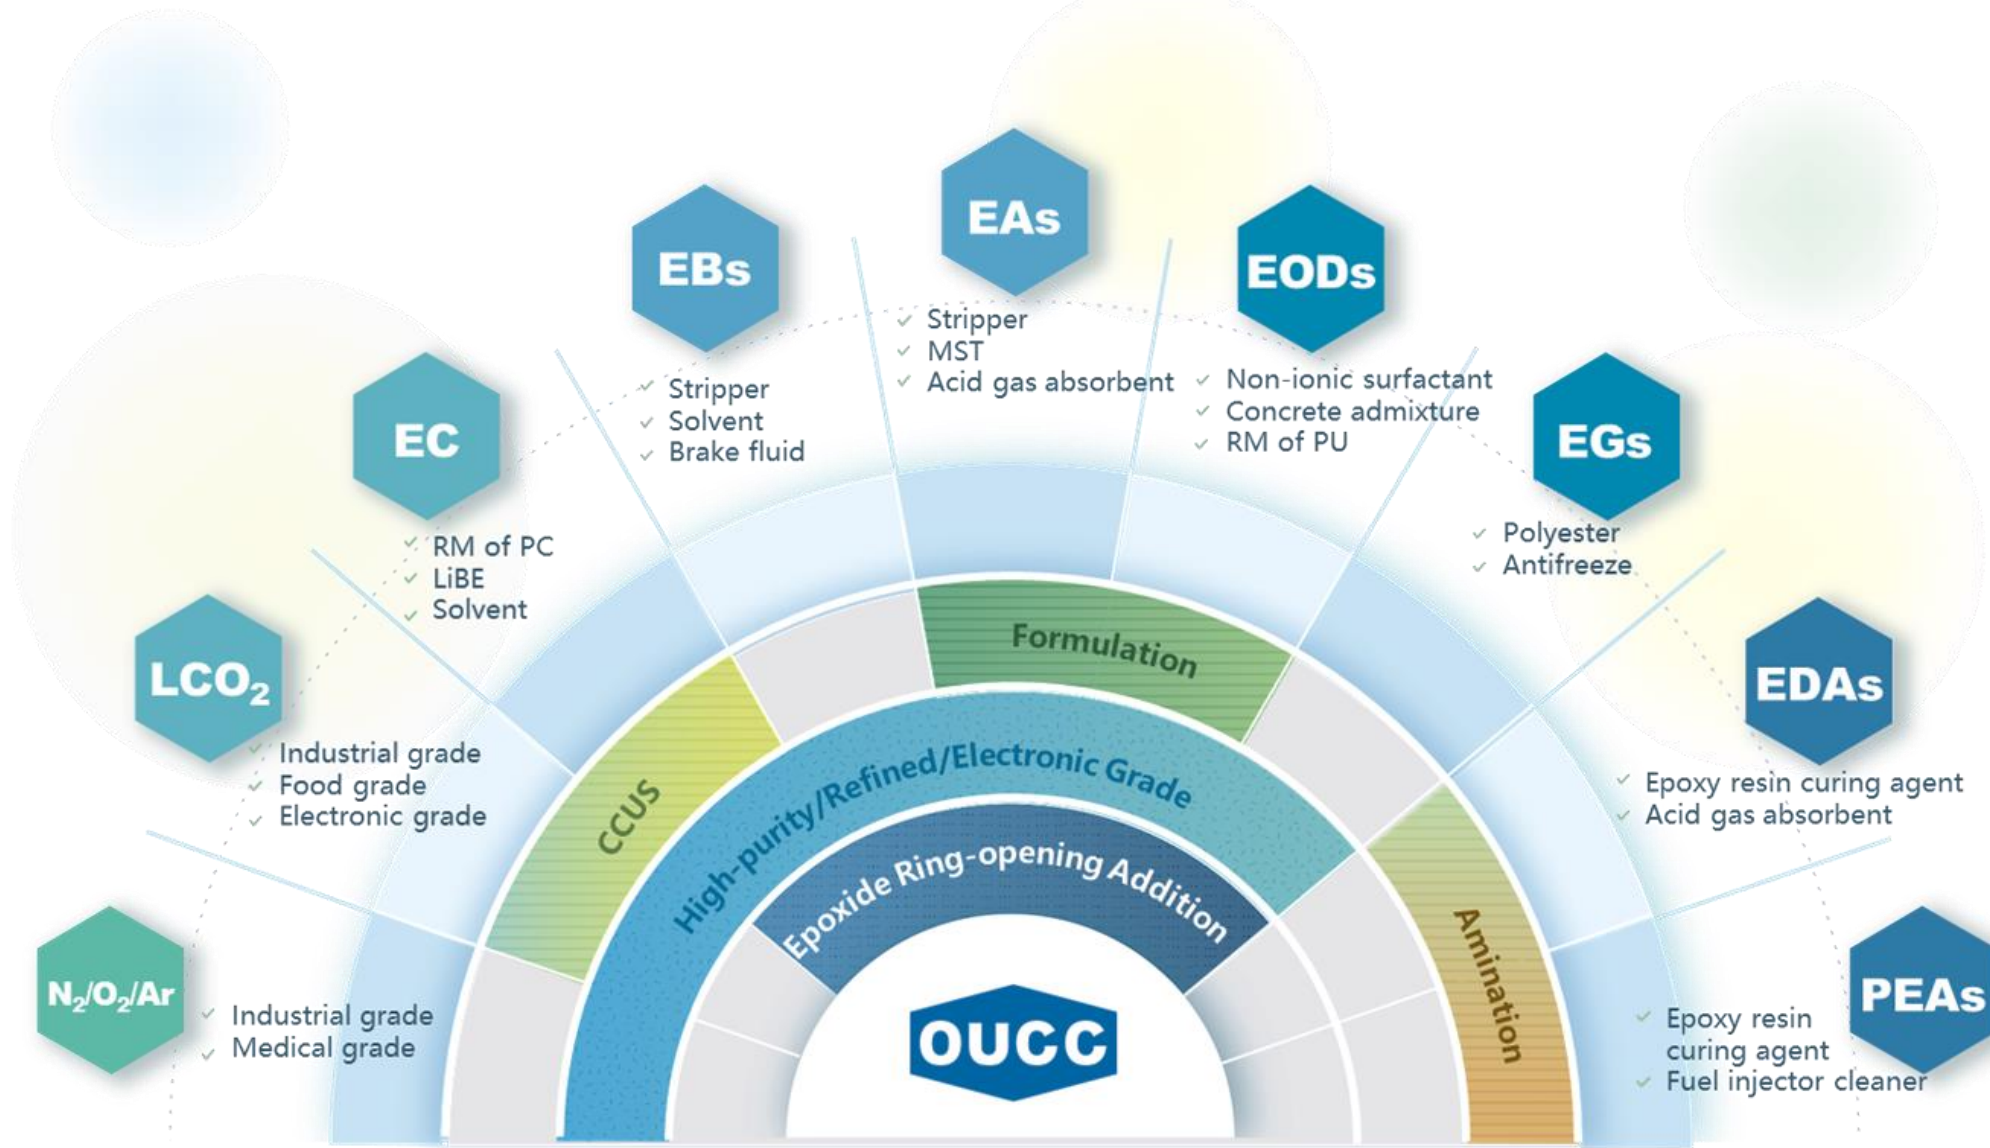 N₂/O₂/Ar
Industrial grade
Medical grade
LCO₂
Industrial grade
Food grade
Electronic grade
EC
RM of PC
LiBE
Solvent
EBs
Stripper
Solvent
Brake fluid
EAs
Stripper
MST
Acid gas absorbent
EODs
Non-ionic surfactant
Concrete admixture
RM of PU
EGs
Polyester
Antifreeze
EDAs
Epoxy resin curing agent
Acid gas absorbent
PEAs
Epoxy resin
curing agent
Fuel injector cleaner
CCUS
Formulation
Amination
High-purity/Refined/Electronic Grade
Epoxide Ring-opening Addition
OUCC